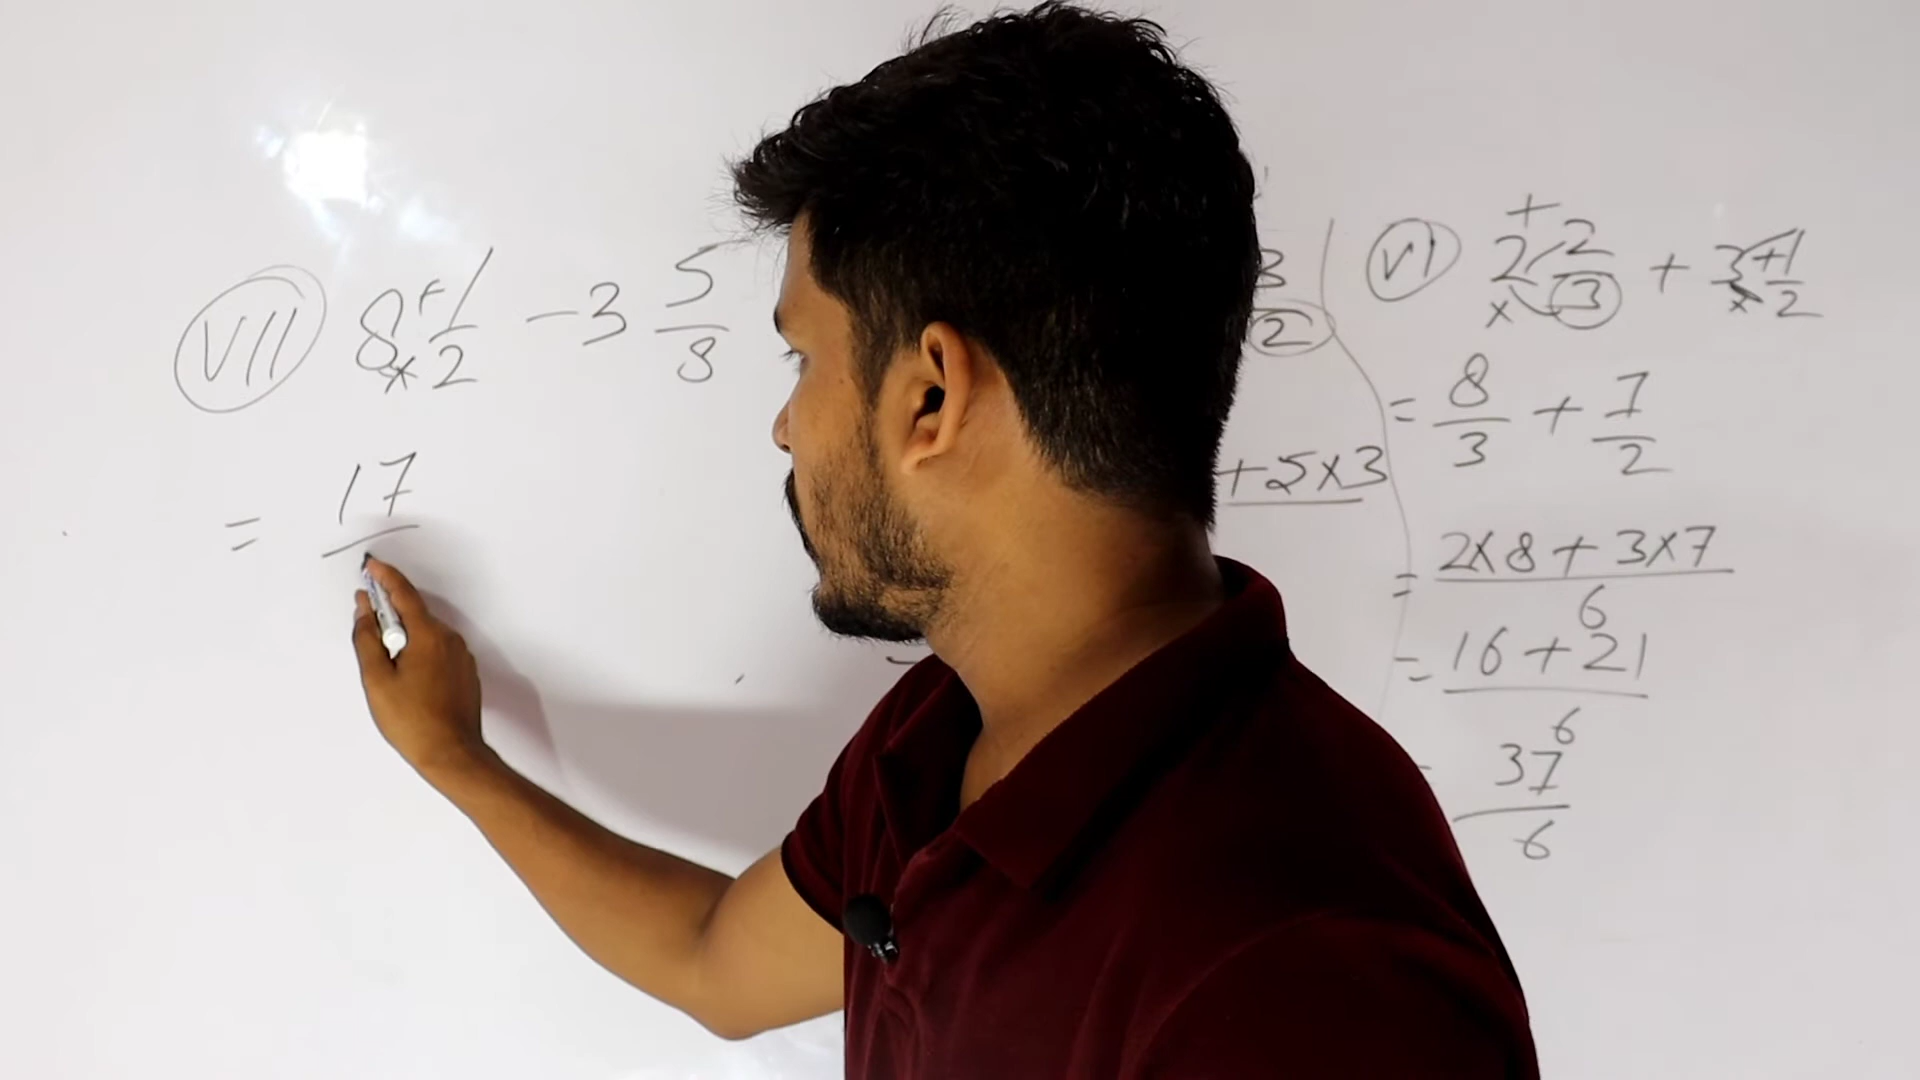 VII 8 + 1/2 × - 3 5/8
= 17/
3
2
+ 5×3
VI 2 + 2/3 × + 3 + 1/2 ×
= 8/3 + 7/2
= 2×8 + 3×7 / 6
= 16 + 21 / 6
37/6